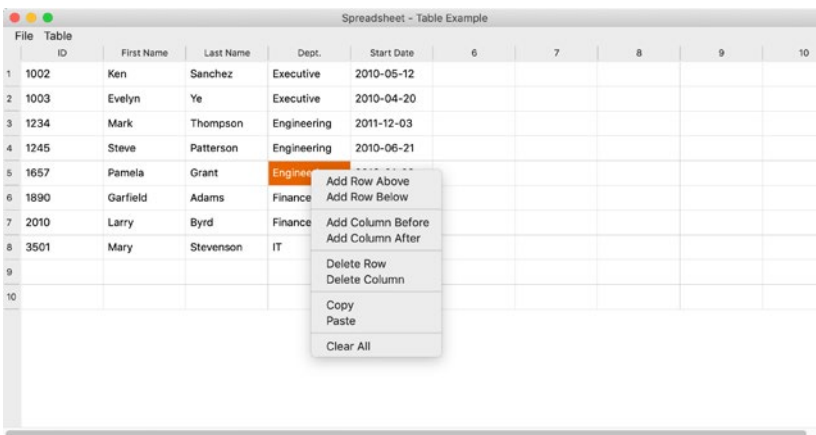 Spreadsheet - Table Example
File Table
ID First Name Last Name Dept. Start Date 6 7 8 9 10
1 1002 Ken Sanchez Executive 2010-05-12
2 1003 Evelyn Ye Executive 2010-04-20
3 1234 Mark Thompson Engineering 2011-12-03
4 1245 Steve Patterson Engineering 2010-06-21
5 1657 Pamela Grant
6 1890 Garfield Adams Finance
7 2010 Larry Byrd Finance
8 3501 Mary Stevenson IT
9
10
Add Row Above
Add Row Below
Add Column Before
Add Column After
Delete Row
Delete Column
Copy
Paste
Clear All